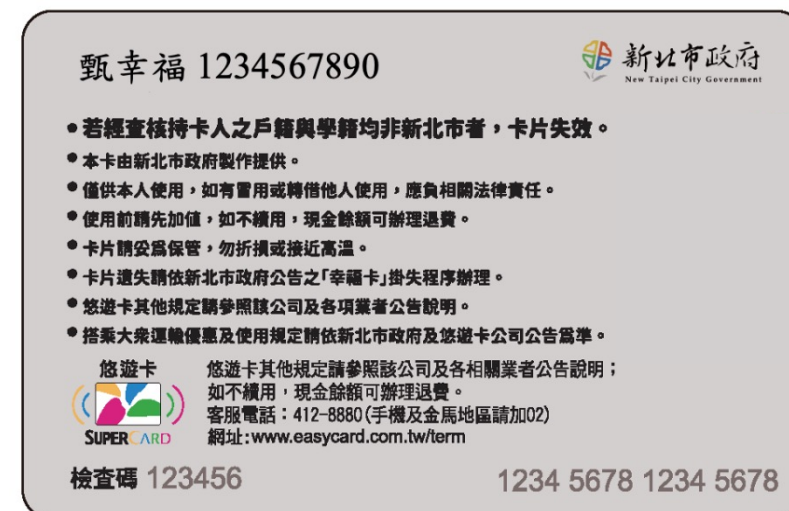 甄幸福 1234567890
新北市政府
New Taipei City Government
•若經查核持卡人之戶籍與學籍均非新北市者，卡片失效。
•本卡由新北市政府製作提供。
•僅供本人使用，如有冒用或轉借他人使用，應負相關法律責任。
•使用前請先加值，如不續用，現金餘額可辦理退費。
•卡片請妥為保管，勿折損或接近高溫。
•卡片遺失請依新北市政府公告之「幸福卡」掛失程序辦理。
•悠遊卡其他規定請參照該公司及各項業者公告說明。
•搭乘大眾運輸優惠及使用規定請依新北市政府及悠遊卡公司公告為準。
悠遊卡
SUPERCARD
悠遊卡其他規定請參照該公司及各相關業者公告說明；
如不續用，現金餘額可辦理退費。
客服電話：412-8880(手機及金馬地區請加02)
網址:www.easycard.com.tw/term
檢查碼 123456
1234 5678 1234 5678